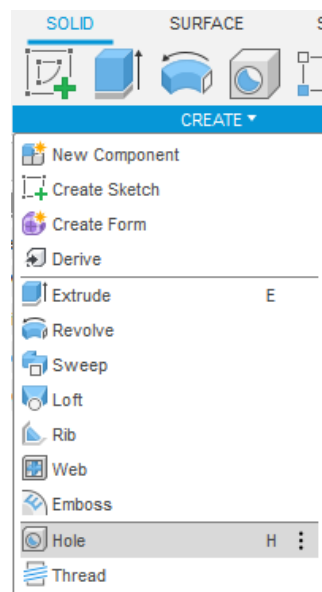 SOLID SURFACE S
CREATE ▾
New Component
Create Sketch
Create Form
Derive
Extrude E
Revolve
Sweep
Loft
Rib
Web
Emboss
Hole H
Thread